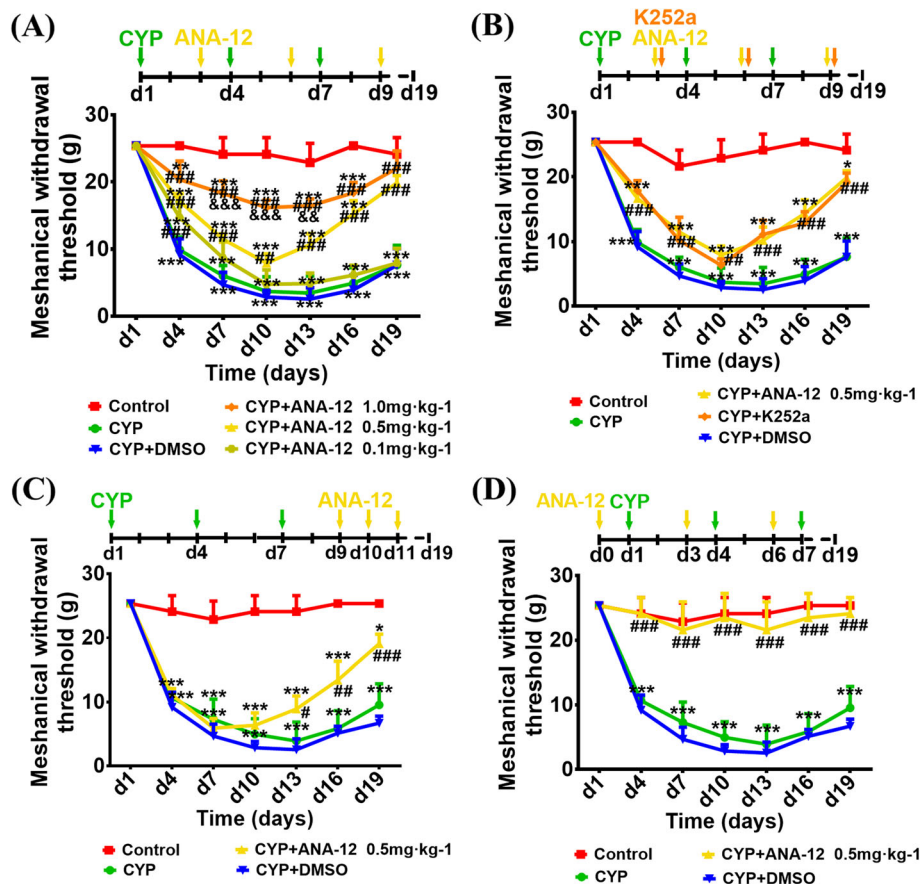 (A)
CYP ANA-12
d1 d4 d7 d9 d19
Meshanical withdrawal
threshold (g)
30
20
10
0
** *** *** *** *** ***
### ### ### ### ### ###
&&& &&& &&
d1 d4 d7 d10 d13 d16 d19
Time (days)
Control
CYP
CYP+DMSO
CYP+ANA-12 1.0mg·kg-1
CYP+ANA-12 0.5mg·kg-1
CYP+ANA-12 0.1mg·kg-1
(B)
K252a
CYP ANA-12
d1 d4 d7 d9 d19
Meshanical withdrawal
threshold (g)
30
20
10
0
*** *** *** *** *** *
### ### ## ### ### ###
*** *** *** *** *** ***
d1 d4 d7 d10 d13 d16 d19
Time (days)
Control
CYP
CYP+ANA-12 0.5mg·kg-1
CYP+K252a
CYP+DMSO
(C)
CYP ANA-12
d1 d4 d7 d9 d10 d11 d19
Meshanical withdrawal
threshold (g)
30
20
10
0
*** *** *** *** *** *
# ## ###
*** *** *** *** *** ***
d1 d4 d7 d10 d13 d16 d19
Time (days)
Control
CYP
CYP+ANA-12 0.5mg·kg-1
CYP+DMSO
(D)
ANA-12 CYP
d0 d1 d3 d4 d6 d7 d19
Meshanical withdrawal
threshold (g)
30
20
10
0
### ### ### ### ### ###
*** *** *** *** *** ***
d1 d4 d7 d10 d13 d16 d19
Time (days)
Control
CYP
CYP+ANA-12 0.5mg·kg-1
CYP+DMSO